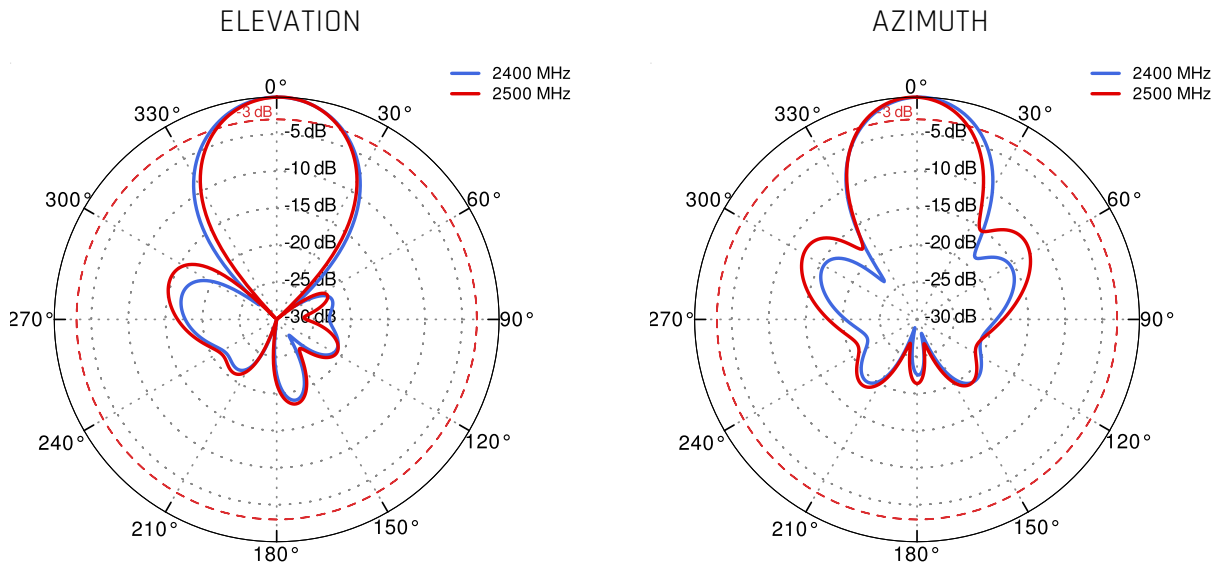 ELEVATION
2400 MHz
2500 MHz
0°
330°
30°
-3 dB
-5 dB
-10 dB
300°
60°
-15 dB
-20 dB
-25 dB
270°
-30 dB
90°
240°
120°
210°
150°
180°
AZIMUTH
2400 MHz
2500 MHz
0°
330°
30°
-3 dB
-5 dB
-10 dB
300°
60°
-15 dB
-20 dB
-25 dB
270°
-30 dB
90°
240°
120°
210°
150°
180°